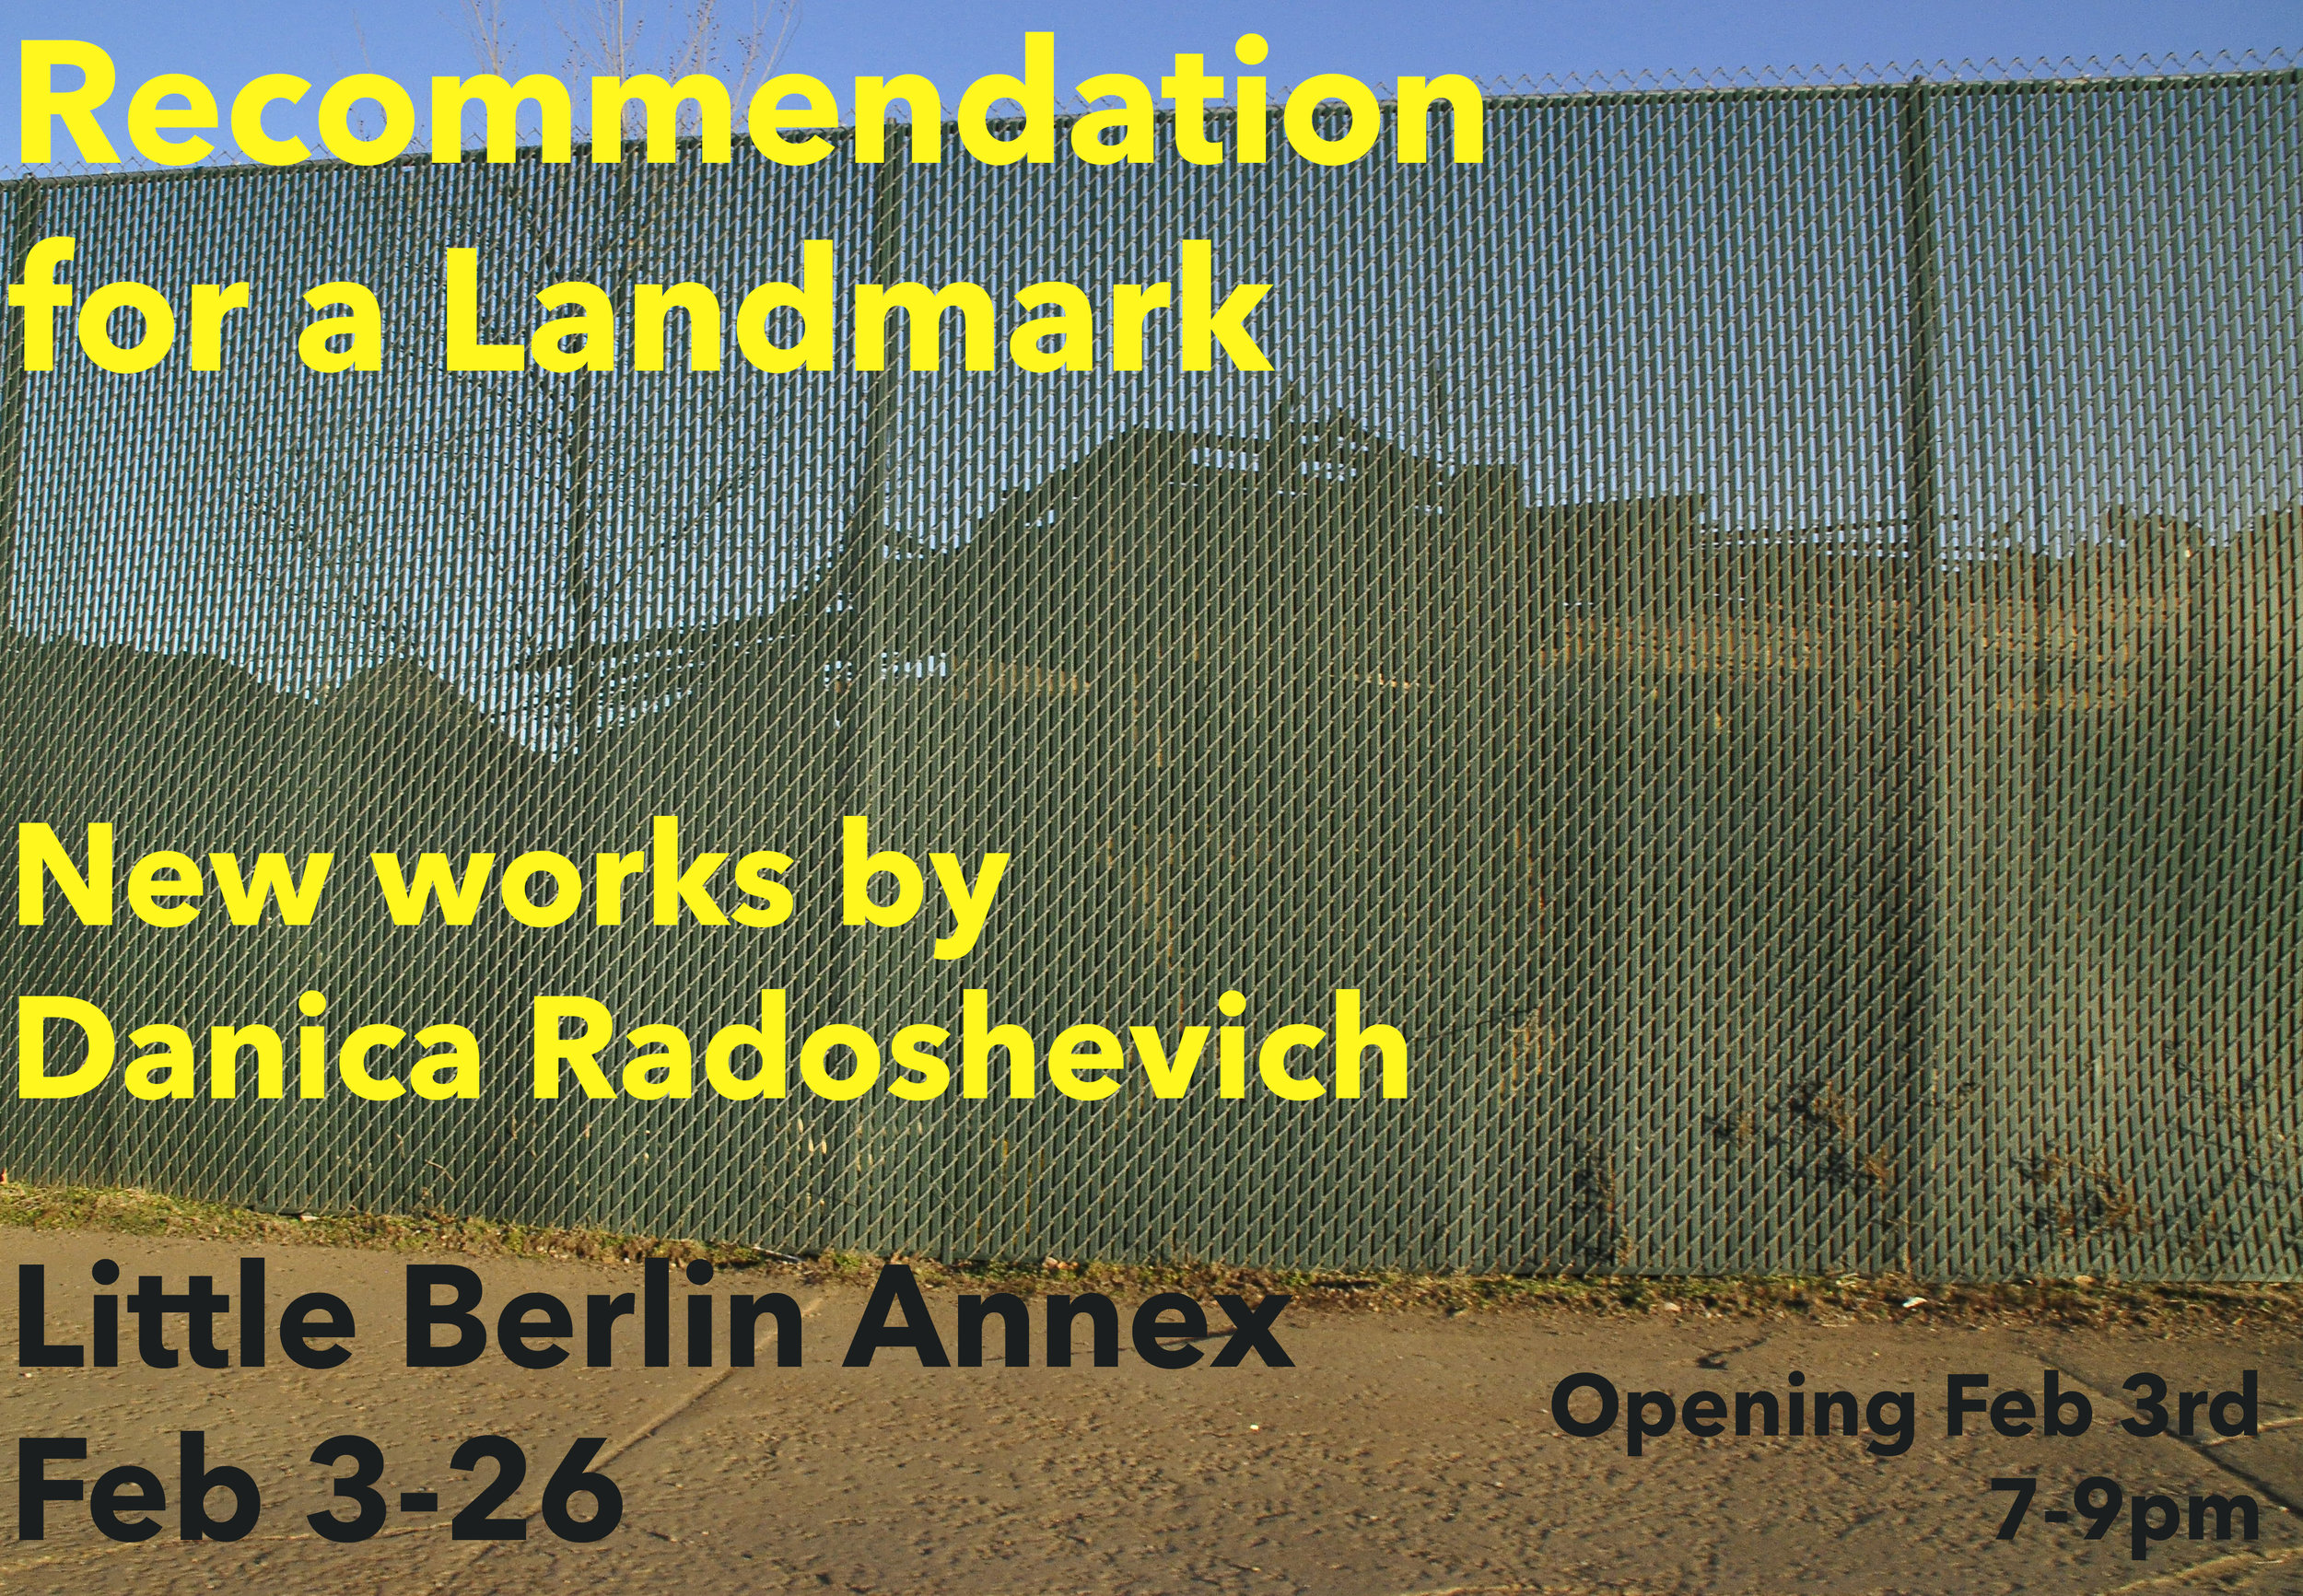 Recommendation
for a Landmark
New works by
Danica Radoshevich
Little Berlin Annex
Feb 3-26
Opening Feb 3rd
7-9pm